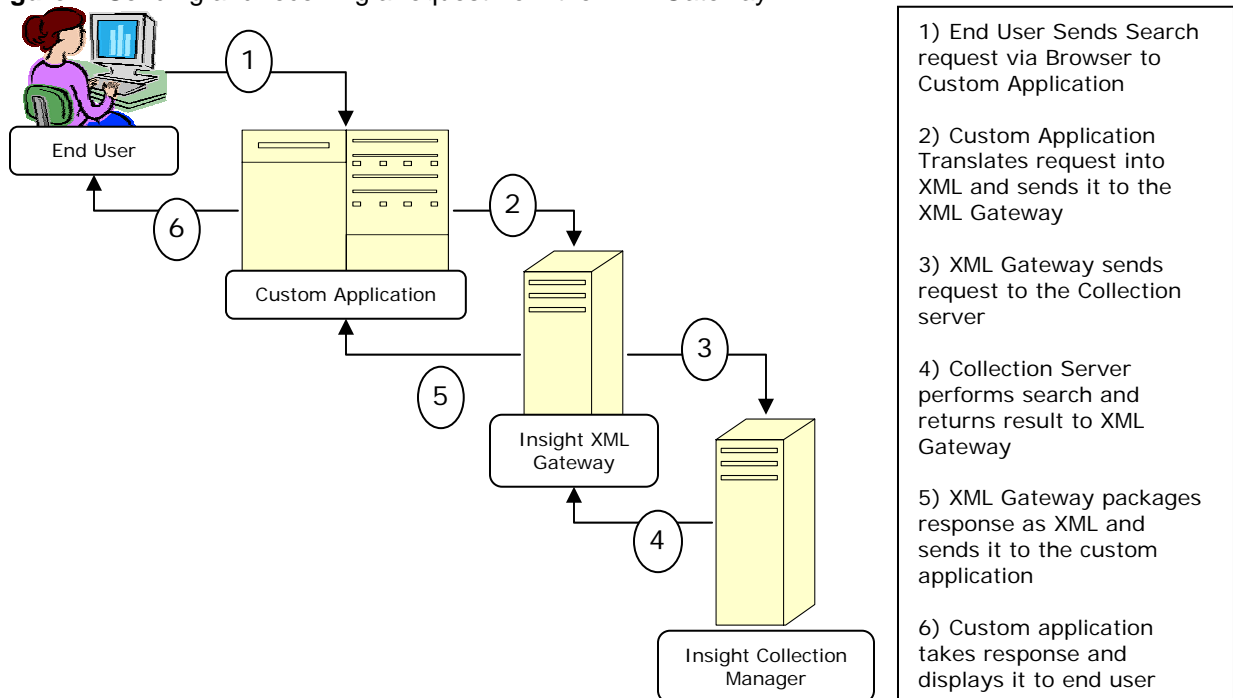 1
End User
6
2
Custom Application
3
5
Insight XML
Gateway
4
Insight Collection
Manager
1) End User Sends Search
request via Browser to
Custom Application
2) Custom Application
Translates request into
XML and sends it to the
XML Gateway
3) XML Gateway sends
request to the Collection
server
4) Collection Server
performs search and
returns result to XML
Gateway
5) XML Gateway packages
response as XML and
sends it to the custom
application
6) Custom application
takes response and
displays it to end user